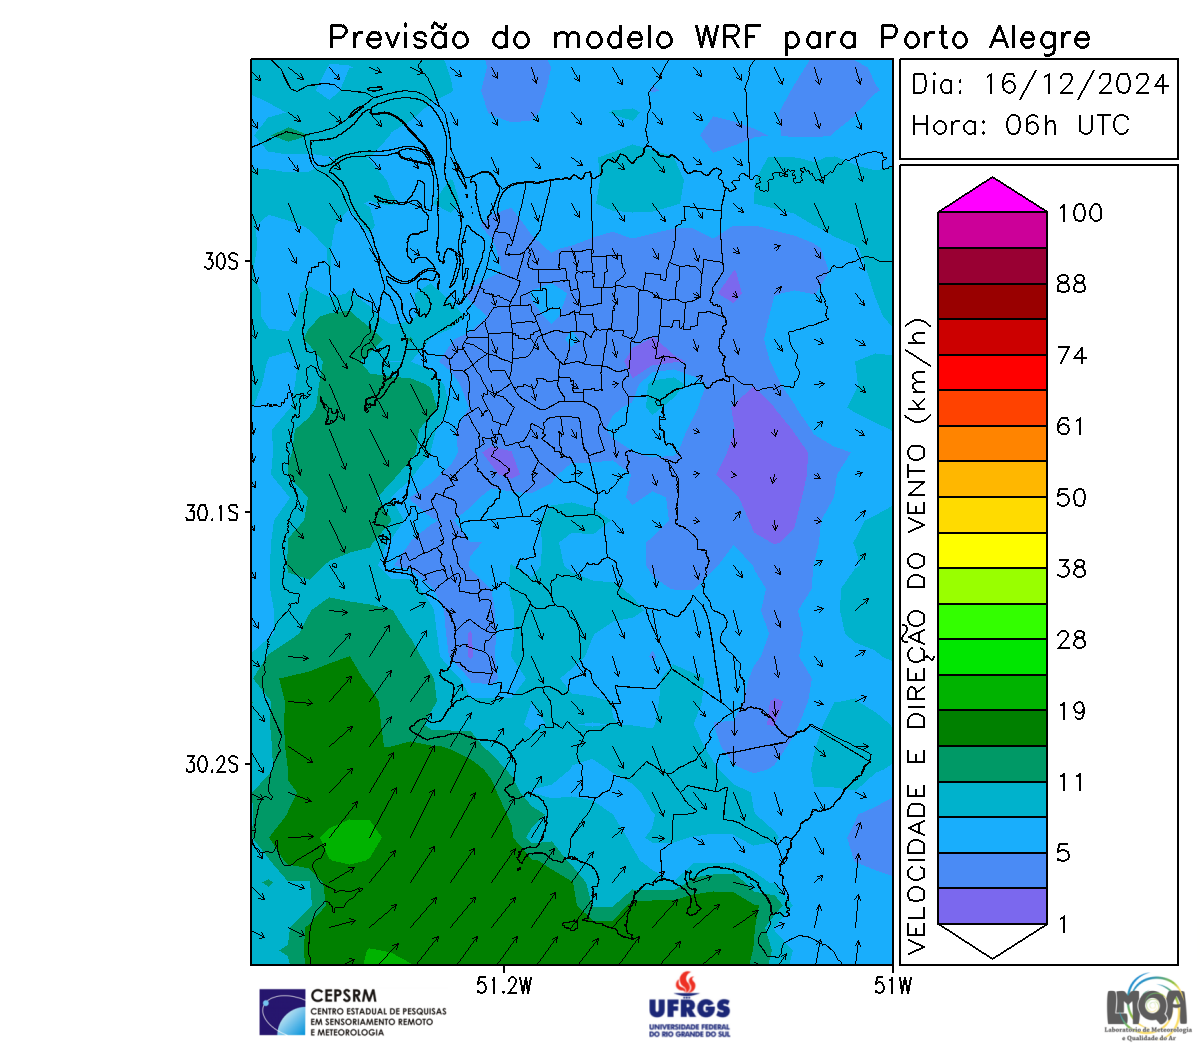 Previsão do modelo WRF para Porto Alegre
Dia: 16/12/2024
Hora: 06h UTC
30S
30.1S
30.2S
51.2W
51W
VELOCIDADE E DIREÇÃO DO VENTO (km/h)
100
88
74
61
50
38
28
19
11
5
1
CEPSRM
CENTRO ESTADUAL DE PESQUISAS
EM SENSORIAMENTO REMOTO
E METEOROLOGIA
UFRGS
UNIVERSIDADE FEDERAL
DO RIO GRANDE DO SUL
LMQA
Laboratório de Meteorologia
e Qualidade do Ar